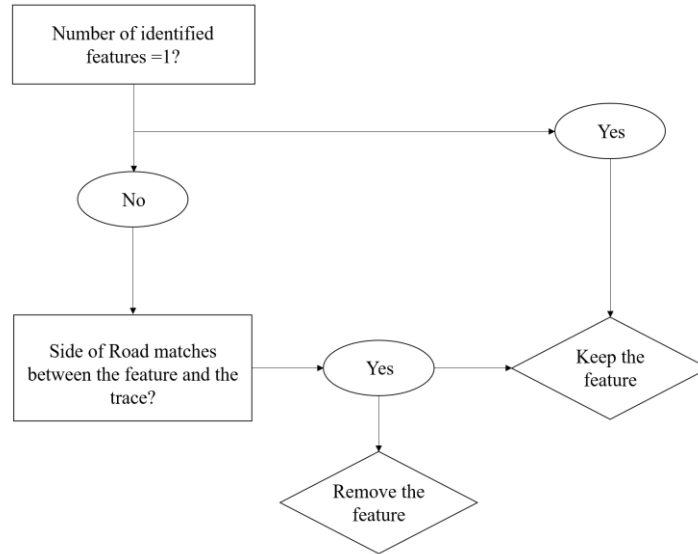 Number of identified
features =1?
Yes
No
Side of Road matches
between the feature and the
trace?
Yes
Keep the
feature
Remove the
feature